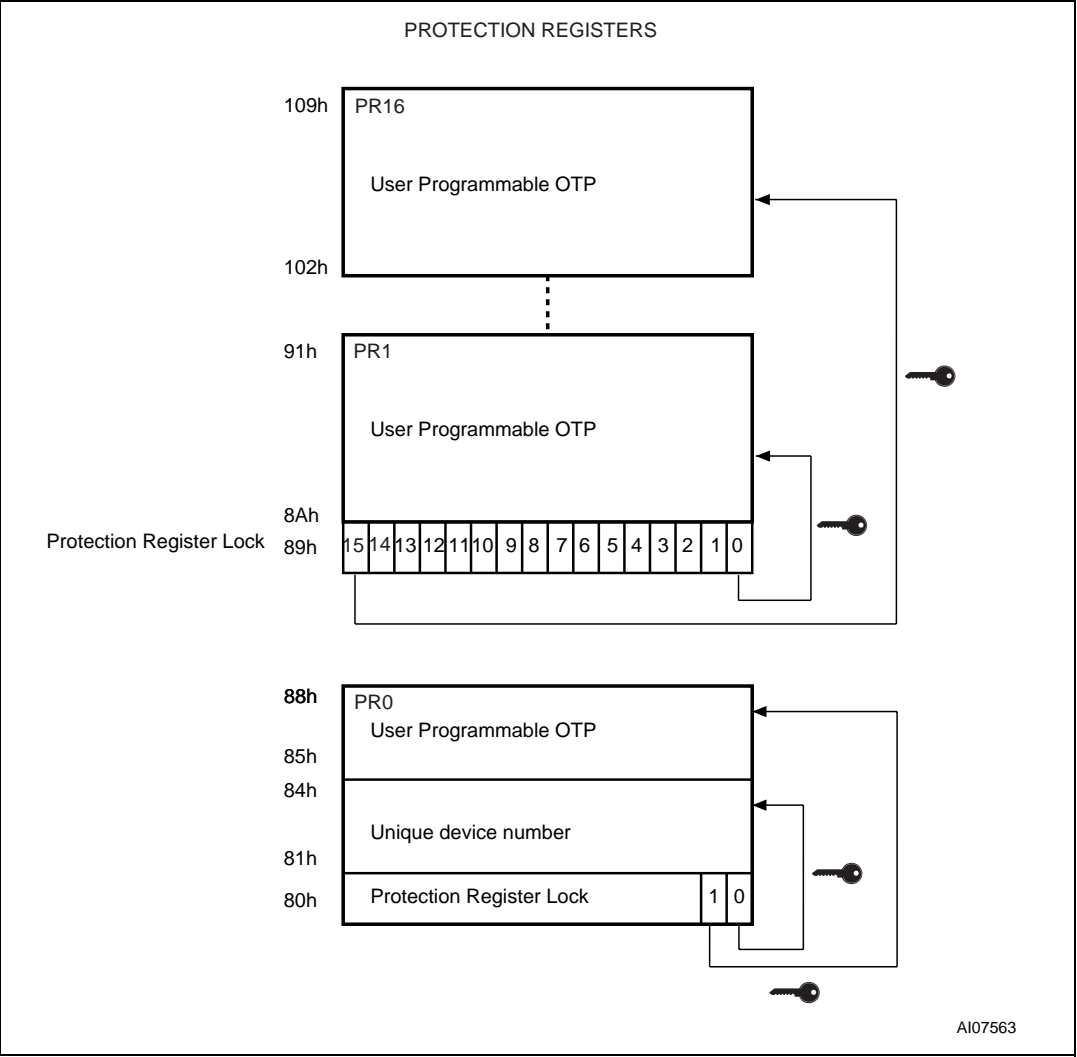 PROTECTION REGISTERS
109h
PR16
User Programmable OTP
102h
91h
PR1
User Programmable OTP
8Ah
Protection Register Lock
89h
15 14 13 12 11 10 9 8 7 6 5 4 3 2 1 0
88h
PR0
User Programmable OTP
85h
84h
Unique device number
81h
80h
Protection Register Lock
1 0
AI07563